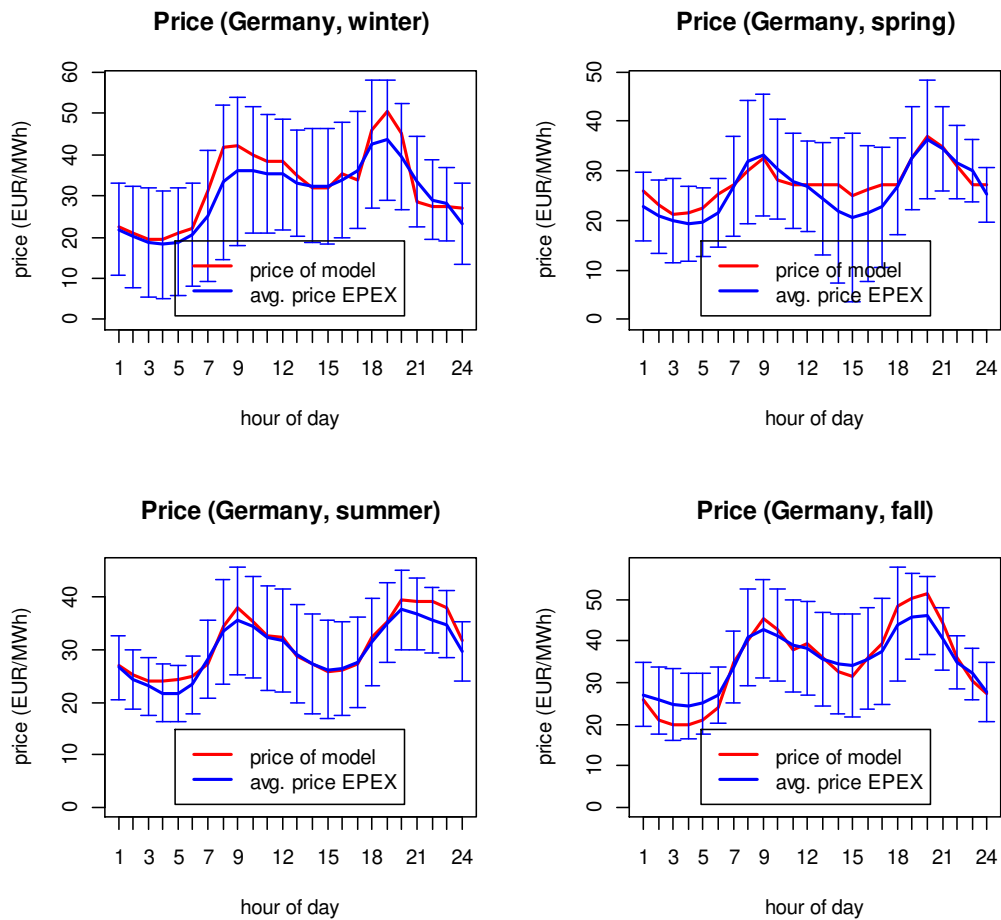 Price (Germany, winter)
price (EUR/MWh)
0 10 20 30 40 50 60
price of model
avg. price EPEX
1 3 5 7 9 12 15 18 21 24
hour of day
Price (Germany, spring)
price (EUR/MWh)
0 10 20 30 40 50
price of model
avg. price EPEX
1 3 5 7 9 12 15 18 21 24
hour of day
Price (Germany, summer)
price (EUR/MWh)
0 10 20 30 40
price of model
avg. price EPEX
1 3 5 7 9 12 15 18 21 24
hour of day
Price (Germany, fall)
price (EUR/MWh)
0 10 20 30 40 50
price of model
avg. price EPEX
1 3 5 7 9 12 15 18 21 24
hour of day